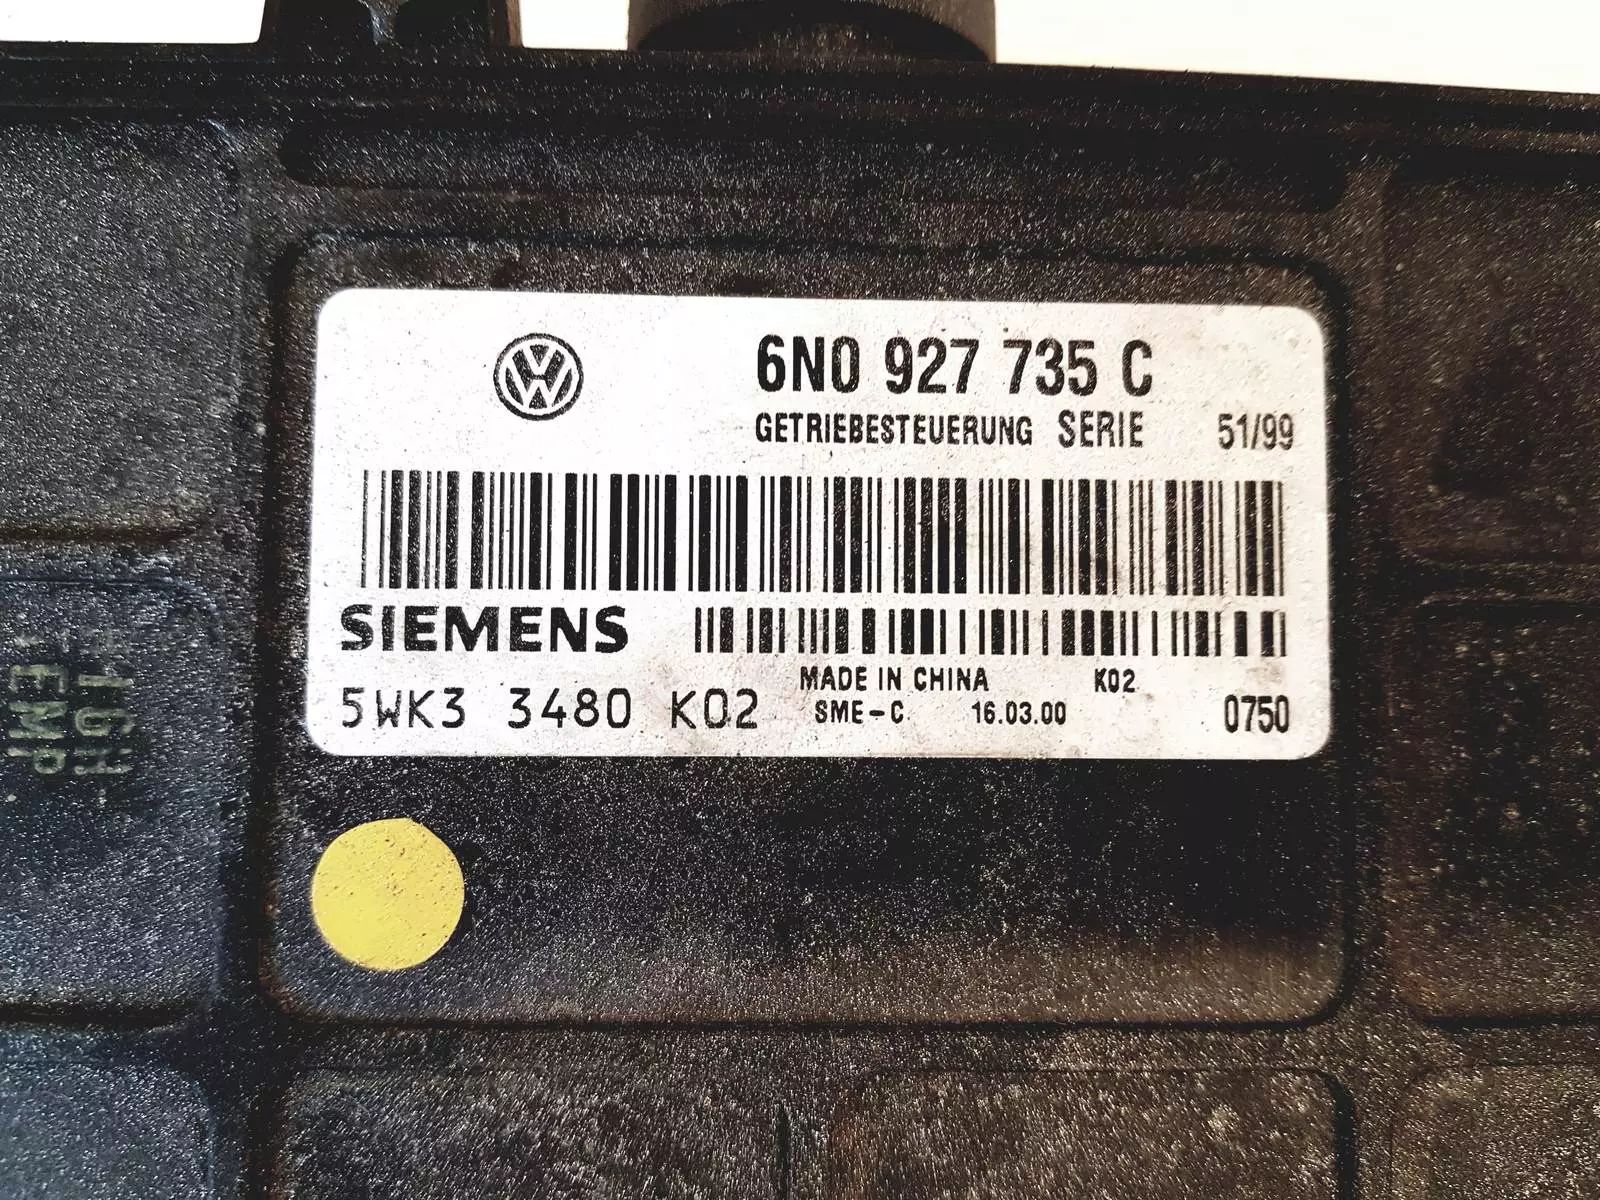 6N0 927 735 C
GETRIEBESTEUERUNG SERIE 51/99
SIEMENS
MADE IN CHINA K02
5WK3 3480 K02 SME-C 16.03.00 0750